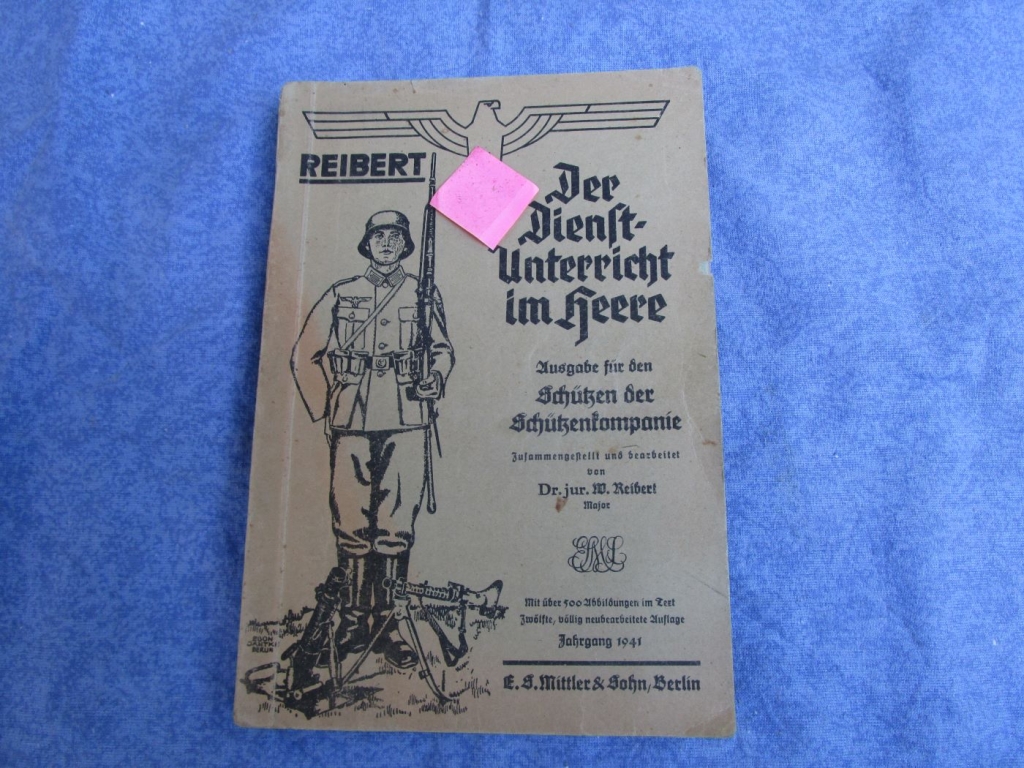 REIBERT
Der
Dienst-
Unterricht
im Heere
Ausgabe für den
Schützen der
Schützenkompanie
Zusammengestellt und bearbeitet
von
Dr. jur. W. Reibert
Major
Mit über 500 Abbildungen im Text
Zwölfte, völlig neubearbeitete Auflage
Jahrgang 1941
E. S. Mittler & Sohn, Berlin